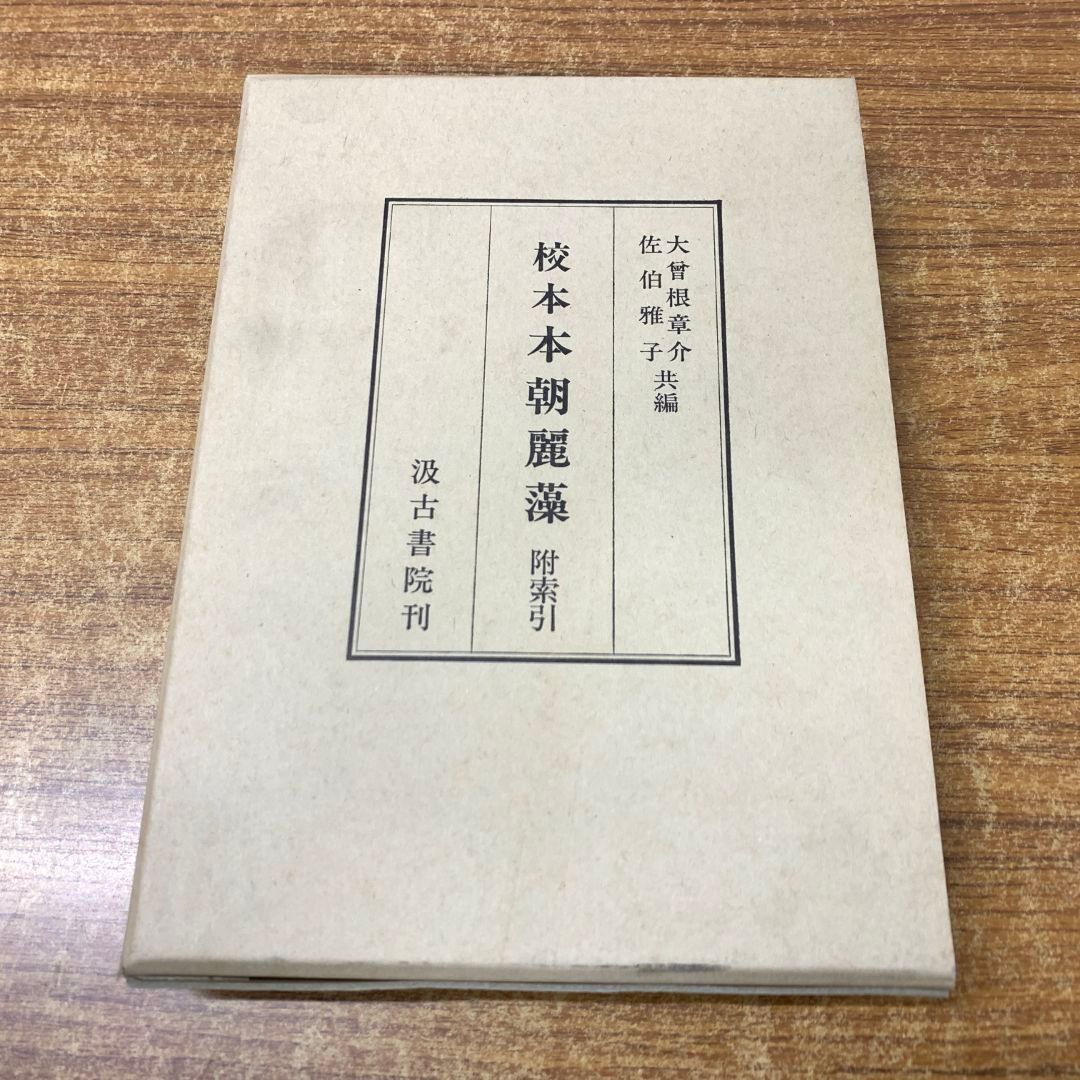 大曾根章介
佐伯雅子
共編
校本本朝麗藻 附索引
汲古書院刊